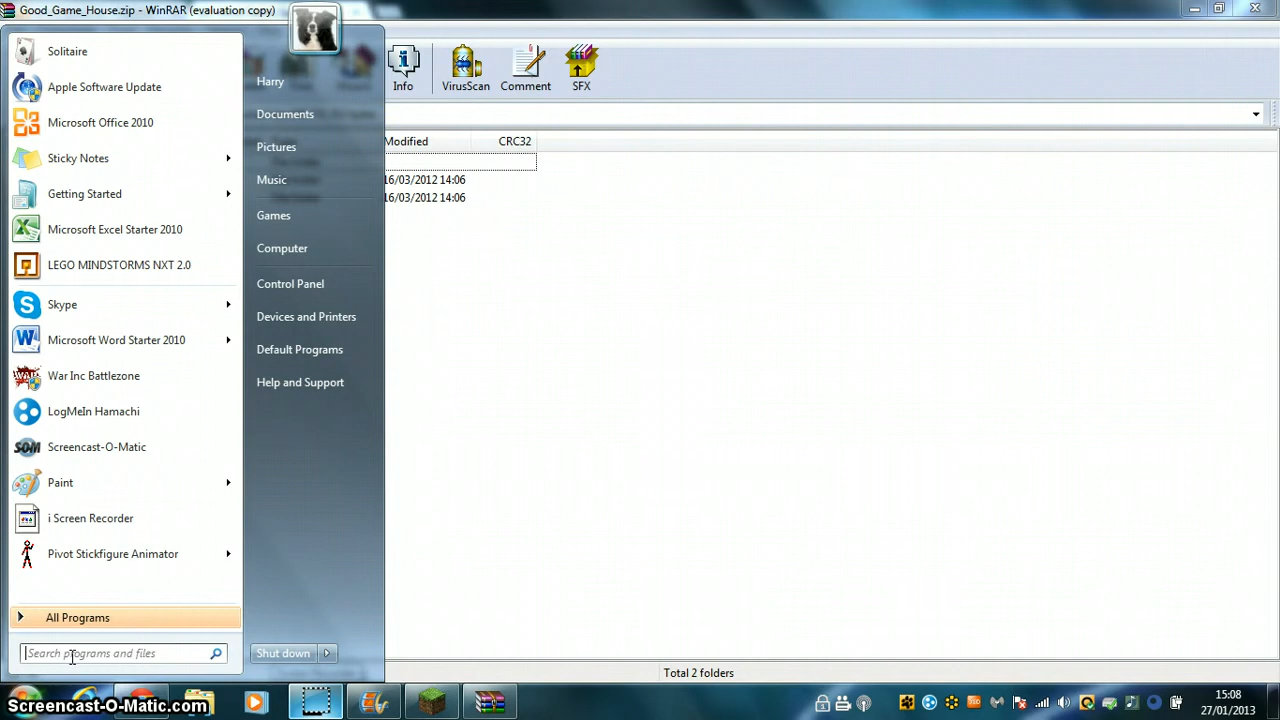 Good_Game_House.zip - WinRAR (evaluation copy)
Solitaire
Apple Software Update
Microsoft Office 2010
Sticky Notes
Getting Started
Microsoft Excel Starter 2010
LEGO MINDSTORMS NXT 2.0
Skype
Microsoft Word Starter 2010
War Inc Battlezone
LogMeIn Hamachi
SOM Screencast-O-Matic
Paint
i Screen Recorder
Pivot Stickfigure Animator
All Programs
Search programs and files
Harry
Documents
Pictures
Music
Games
Computer
Control Panel
Devices and Printers
Default Programs
Help and Support
Shut down
Info
VirusScan
Comment
SFX
Modified
CRC32
16/03/2012 14:06
16/03/2012 14:06
Total 2 folders
Screencast-O-Matic.com
15:08
27/01/2013